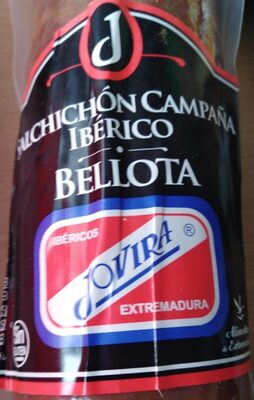 J
SALCHICHÓN CAMPAÑA
IBÉRICO
BELLOTA
IBÉRICOS
JOVIRA ®
EXTREMADURA